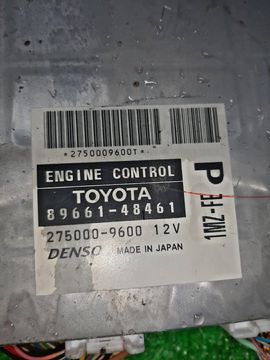 *2750009600T*
ENGINE CONTROL
TOYOTA
89661-48461
275000-9600 12V
DENSO MADE IN JAPAN
P
1MZ-FE